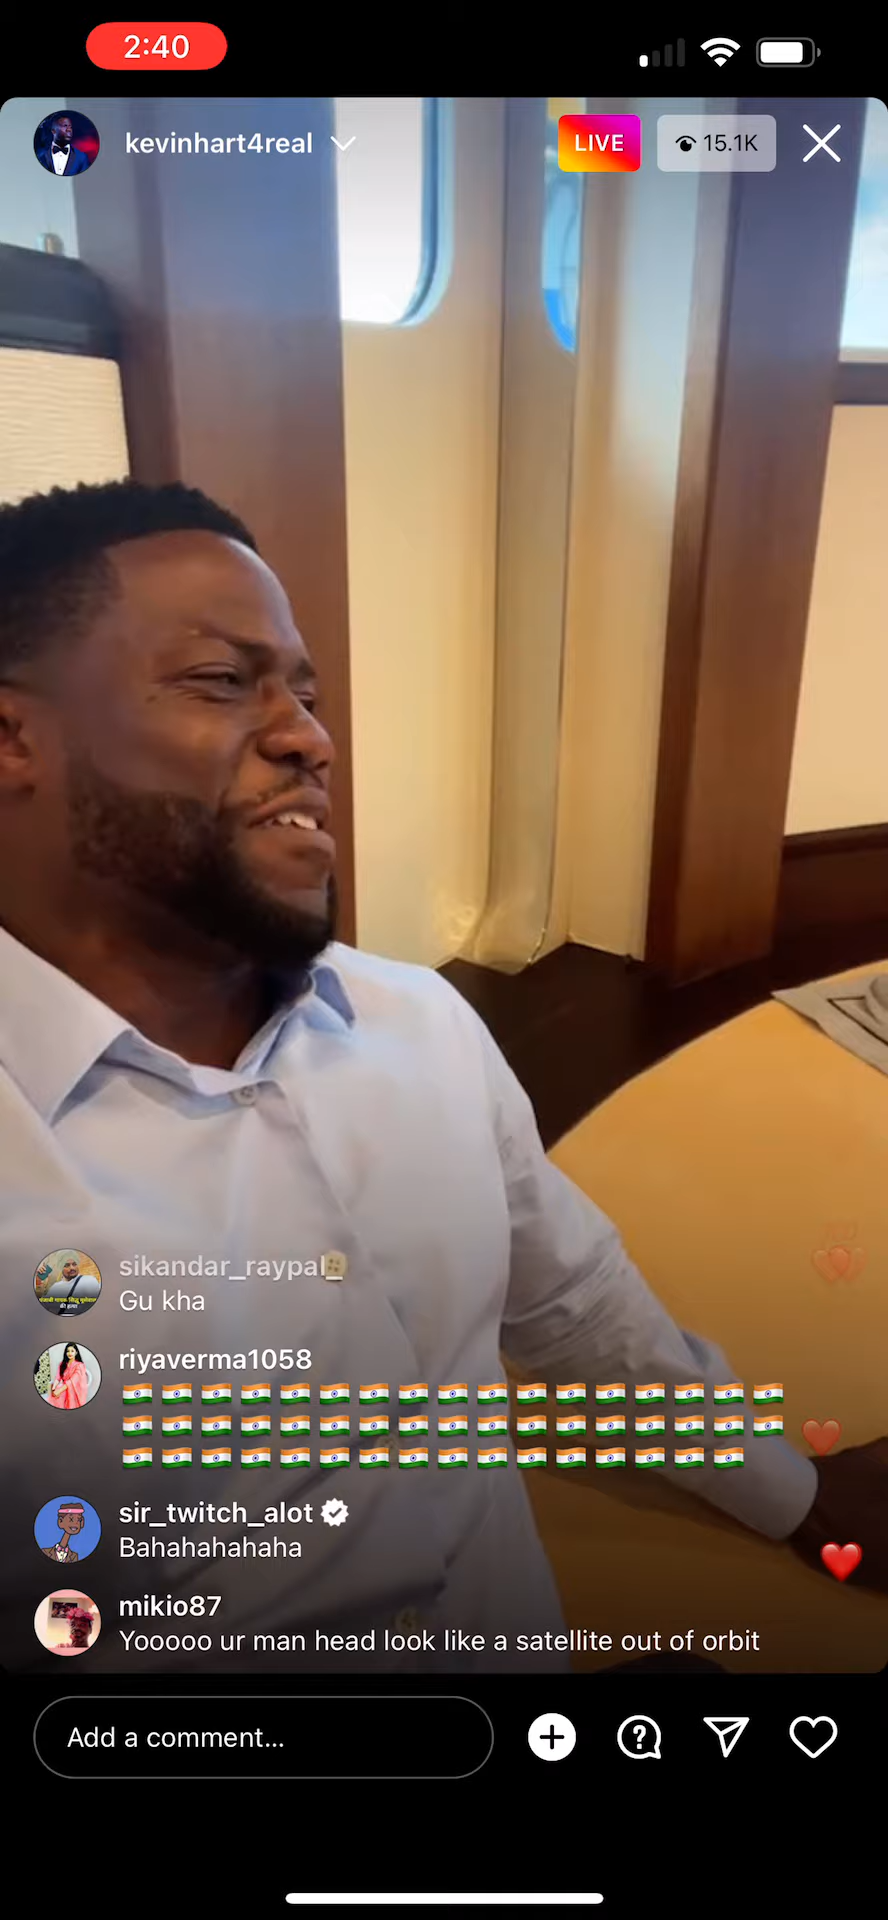 2:40
kevinhart4real
LIVE
15.1K
sikandar_raypal_
Gu kha
riyaverma1058
🇮🇳🇮🇳🇮🇳🇮🇳🇮🇳🇮🇳🇮🇳🇮🇳🇮🇳🇮🇳🇮🇳🇮🇳🇮🇳🇮🇳🇮🇳🇮🇳🇮🇳
🇮🇳🇮🇳🇮🇳🇮🇳🇮🇳🇮🇳🇮🇳🇮🇳🇮🇳🇮🇳🇮🇳🇮🇳🇮🇳🇮🇳🇮🇳🇮🇳🇮🇳
🇮🇳🇮🇳🇮🇳🇮🇳🇮🇳🇮🇳🇮🇳🇮🇳🇮🇳🇮🇳🇮🇳🇮🇳🇮🇳🇮🇳🇮🇳🇮🇳
sir_twitch_alot
Bahahahahaha
mikio87
Yooooo ur man head look like a satellite out of orbit
Add a comment...